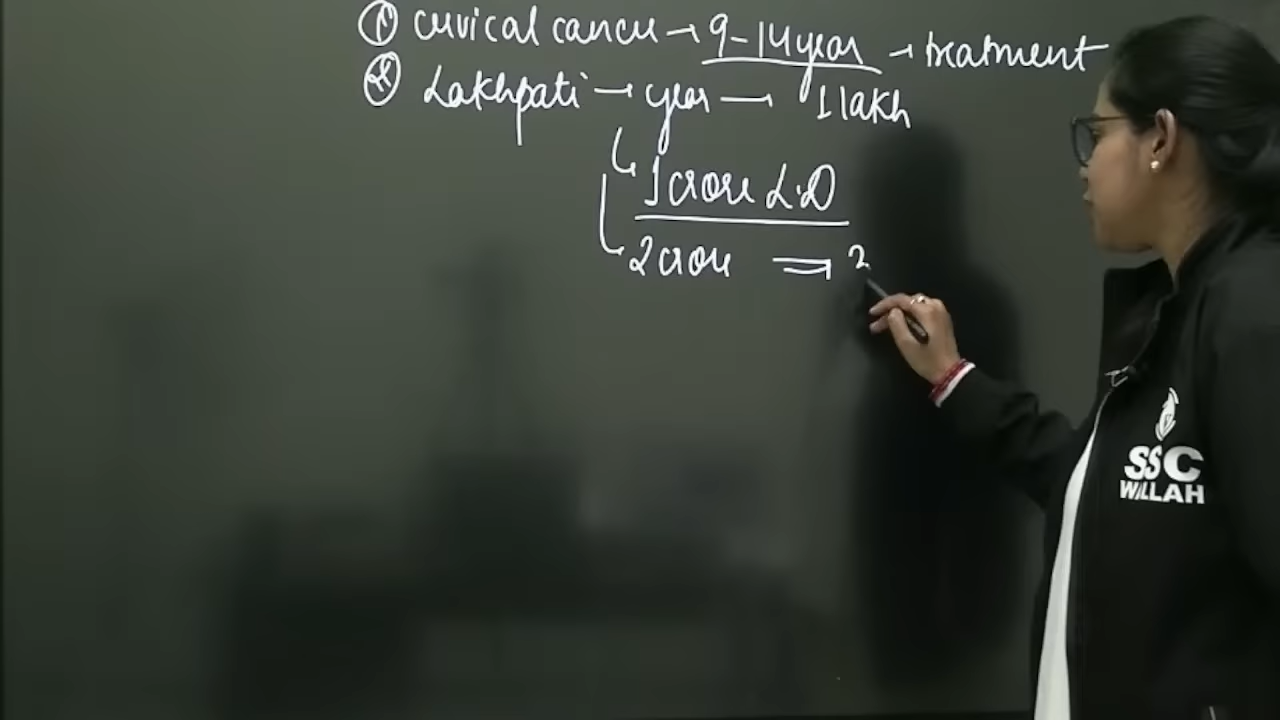 ① cervical cancer → 9-14 year → treatment
② Lakhpati → year → 1 lakh
1 crore L.D
2 crore ⇒ 2
SSC
WALLAH